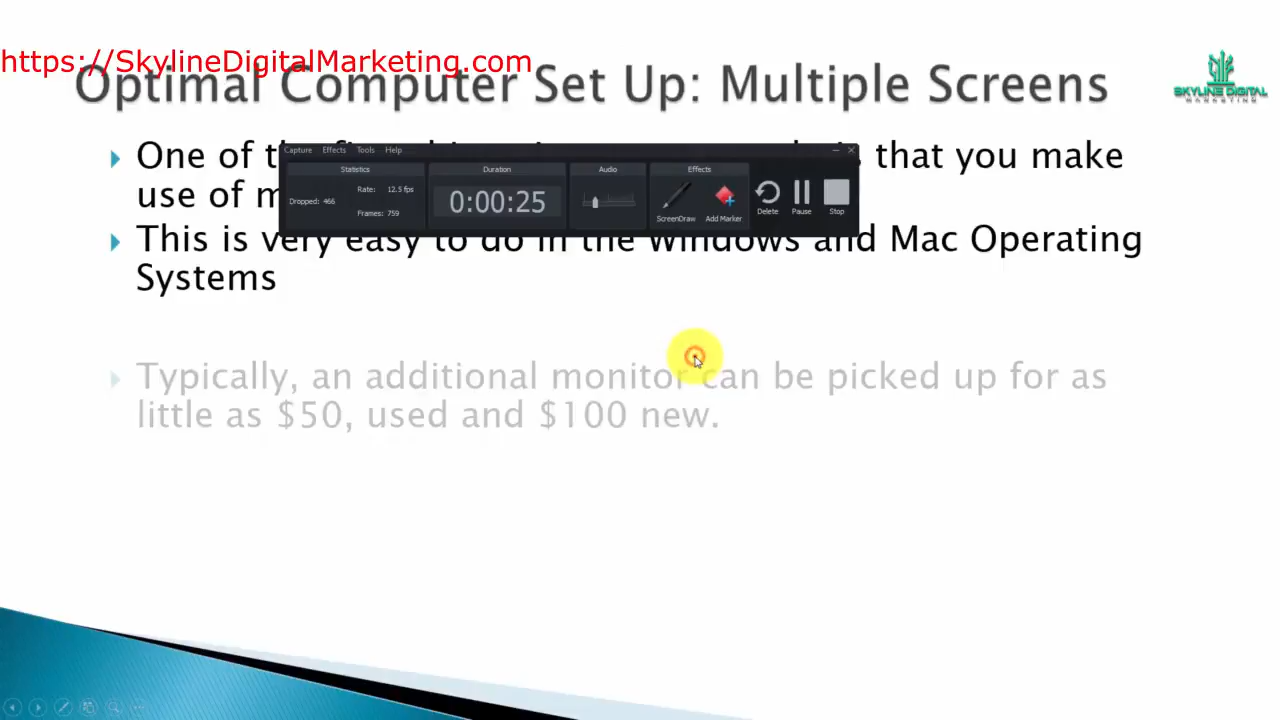 https://SkylineDigitalMarketing.com
Optimal Computer Set Up: Multiple Screens
SKYLINE DIGITAL
MARKETING
One of that you make
use of
Capture Effects Tools Help
Statistics Duration Audio Effects
Dropped: 466 Rate: 12.5 fps
Frames: 759
0:00:25
ScreenDraw Add Marker Delete Pause Stop
This is very easy to do in the Windows and Mac Operating
Systems
Typically, an additional monitor can be picked up for as
little as $50, used and $100 new.